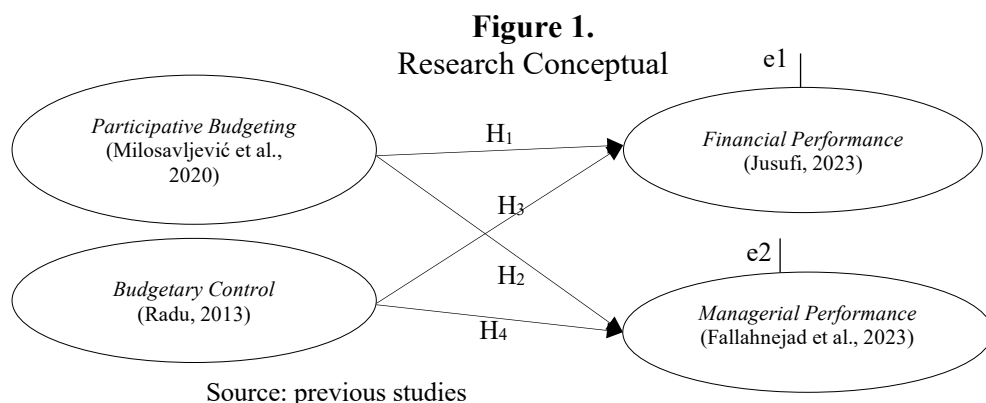 Figure 1.
Research Conceptual
e1
Participative Budgeting
(Milosavljević et al.,
2020)
H1
Financial Performance
(Jusufi, 2023)
H3
e2
H2
Budgetary Control
(Radu, 2013)
H4
Managerial Performance
(Fallahnejad et al., 2023)
Source: previous studies